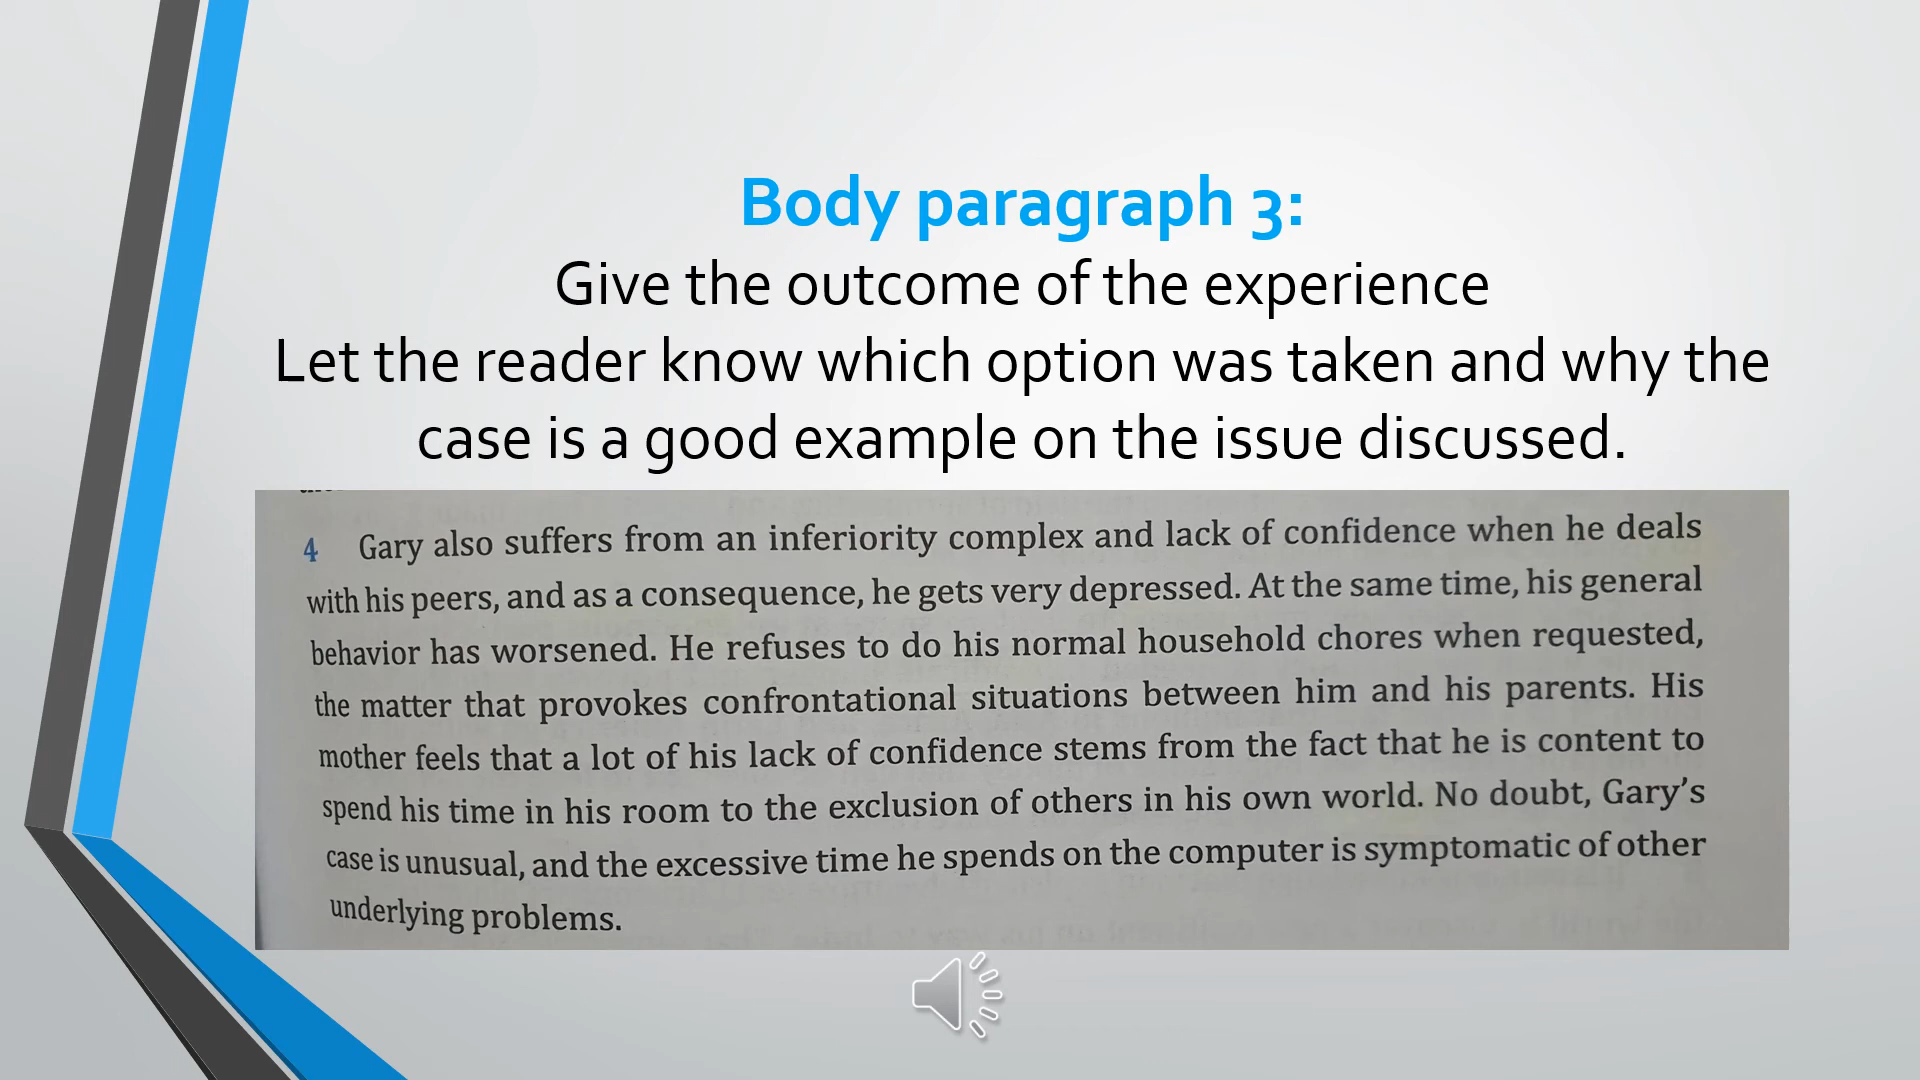 Body paragraph 3:
Give the outcome of the experience
Let the reader know which option was taken and why the
case is a good example on the issue discussed.
4 Gary also suffers from an inferiority complex and lack of confidence when he deals
with his peers, and as a consequence, he gets very depressed. At the same time, his general
behavior has worsened. He refuses to do his normal household chores when requested,
the matter that provokes confrontational situations between him and his parents. His
mother feels that a lot of his lack of confidence stems from the fact that he is content to
spend his time in his room to the exclusion of others in his own world. No doubt, Gary’s
case is unusual, and the excessive time he spends on the computer is symptomatic of other
underlying problems.